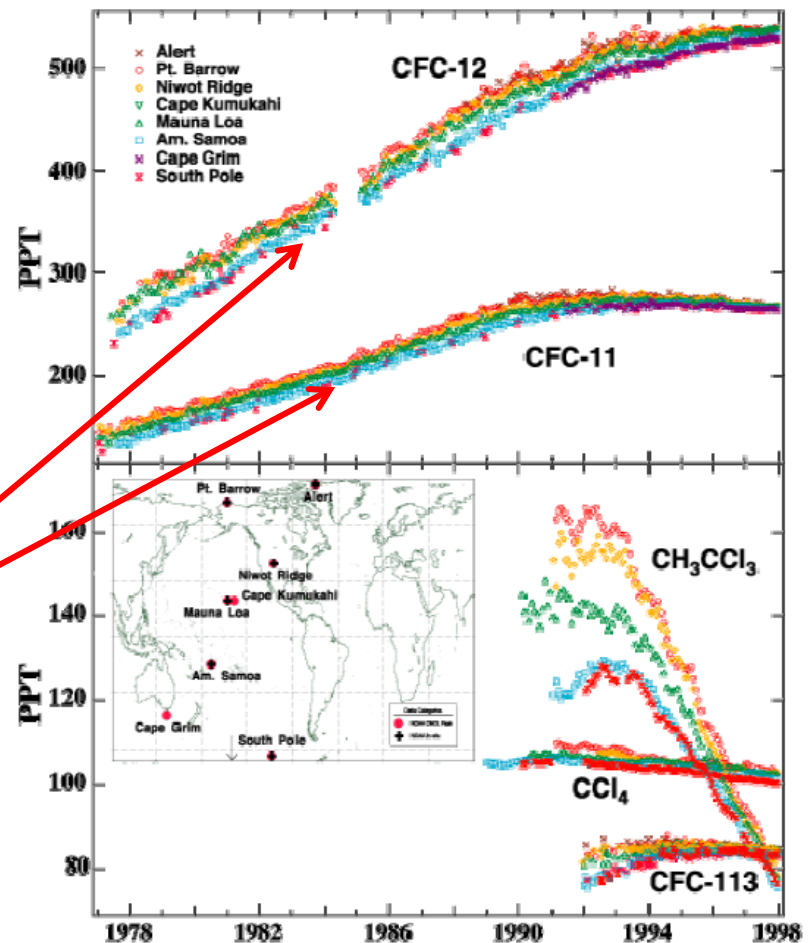 500
400
300
200
PPT
Alert
Pt. Barrow
Niwot Ridge
Cape Kumukahi
Mauna Loa
Am. Samoa
Cape Grim
South Pole
CFC-12
CFC-11
160
140
120
100
80
PPT
Pt. Barrow
Alert
Niwot Ridge
Cape Kumukahi
Mauna Loa
Am. Samoa
Cape Grim
South Pole
CH₃CCl₃
CCl₄
CFC-113
1978 1982 1986 1990 1994 1998